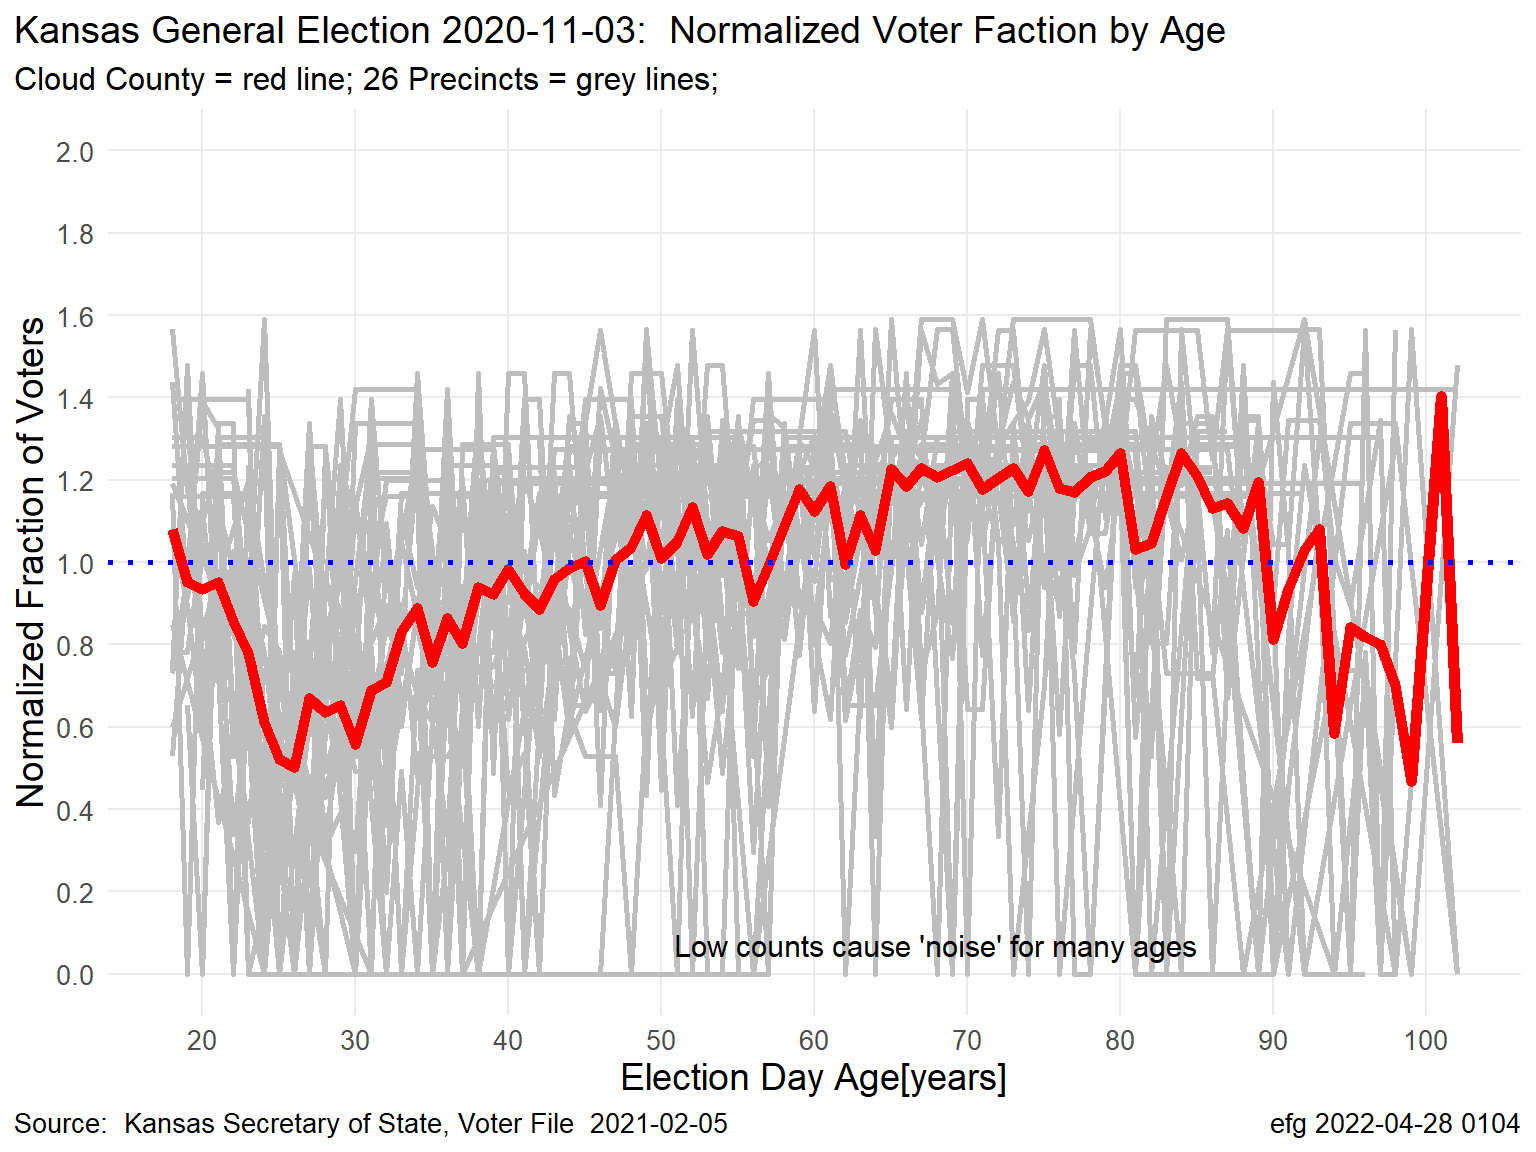 Kansas General Election 2020-11-03:  Normalized Voter Faction by Age
Cloud County = red line; 26 Precincts = grey lines;
Normalized Fraction of Voters
2.0
1.8
1.6
1.4
1.2
1.0
0.8
0.6
0.4
0.2
0.0
Low counts cause 'noise' for many ages
20 30 40 50 60 70 80 90 100
Election Day Age[years]
Source:  Kansas Secretary of State, Voter File  2021-02-05
efg 2022-04-28 0104